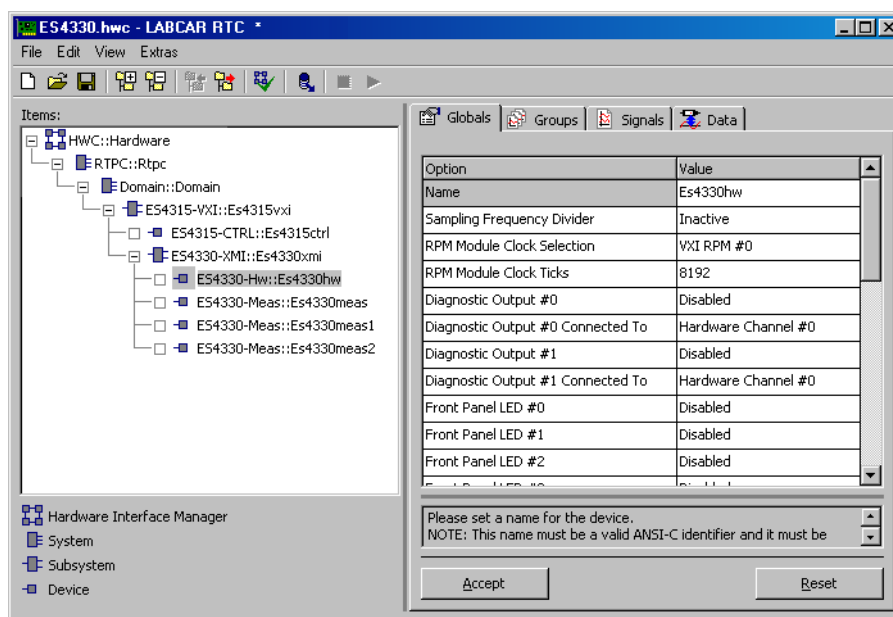 ES4330.hwc - LABCAR RTC *
File Edit View Extras
Items:
HWC::Hardware
RTPC::Rtpc
Domain::Domain
ES4315-VXI::Es4315vxi
ES4315-CTRL::Es4315ctrl
ES4330-XMI::Es4330xmi
ES4330-Hw::Es4330hw
ES4330-Meas::Es4330meas
ES4330-Meas::Es4330meas1
ES4330-Meas::Es4330meas2
Hardware Interface Manager
System
Subsystem
Device
Globals Groups Signals Data
Option Value
Name Es4330hw
Sampling Frequency Divider Inactive
RPM Module Clock Selection VXI RPM #0
RPM Module Clock Ticks 8192
Diagnostic Output #0 Disabled
Diagnostic Output #0 Connected To Hardware Channel #0
Diagnostic Output #1 Disabled
Diagnostic Output #1 Connected To Hardware Channel #0
Front Panel LED #0 Disabled
Front Panel LED #1 Disabled
Front Panel LED #2 Disabled
Please set a name for the device.
NOTE: This name must be a valid ANSI-C identifier and it must be
Accept Reset